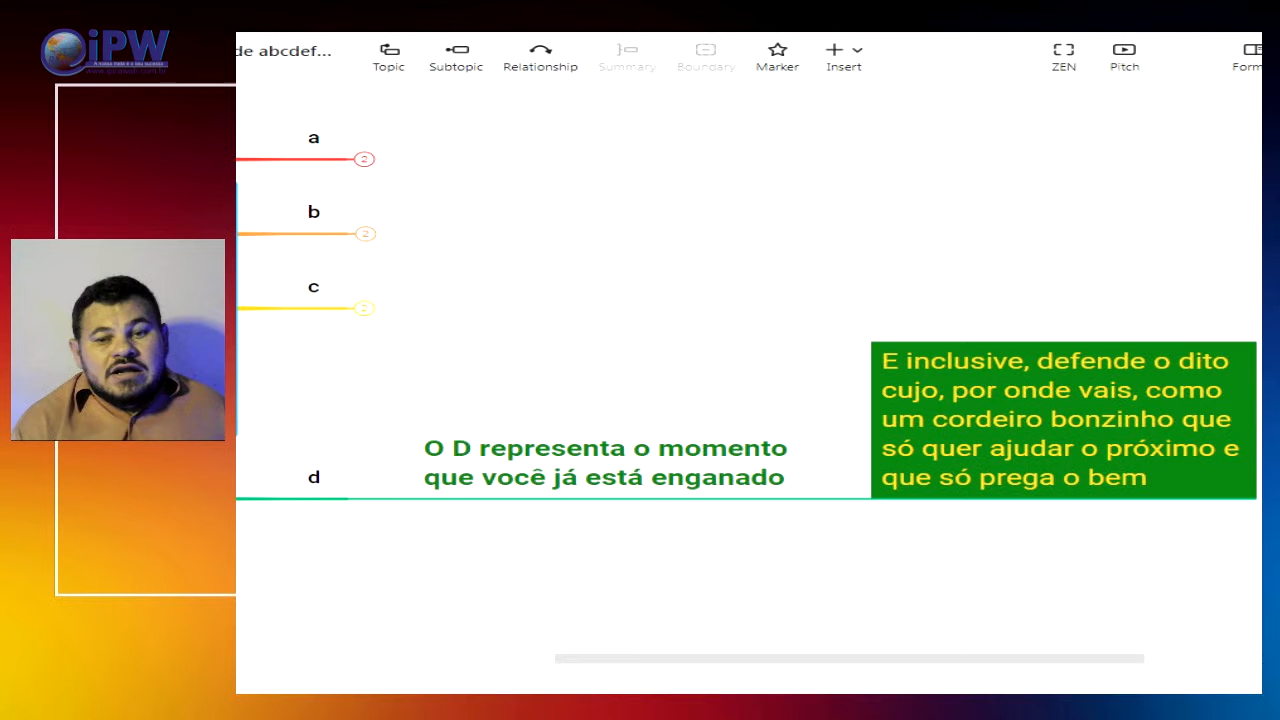 iPW
de abcdef...
Topic
Subtopic
Relationship
Summary
Boundary
Marker
Insert
ZEN
Pitch
Form
a
2
b
2
c
d
O D representa o momento
que você já está enganado
E inclusive, defende o dito
cujo, por onde vais, como
um cordeiro bonzinho que
só quer ajudar o próximo e
que só prega o bem